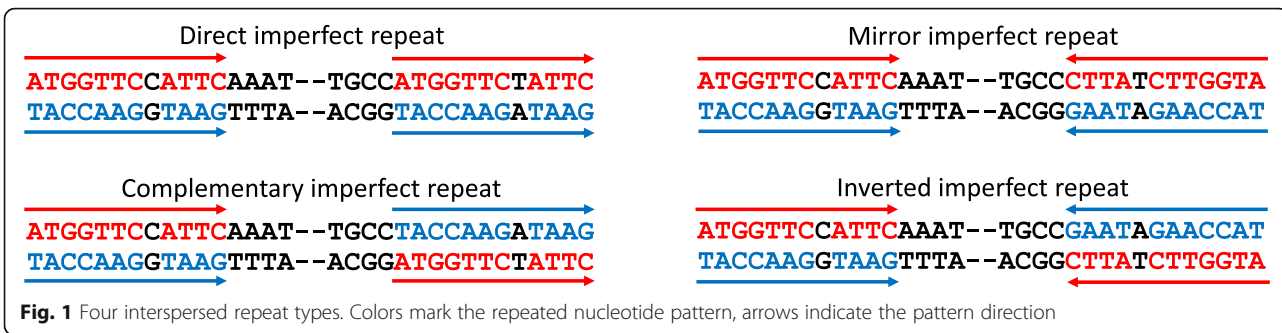 Direct imperfect repeat
ATGGTTCCATTCAAAT--TGCCATGGTTCTATTC
TACCAAGGTAAGTTTA--ACGGTACCAAGATAAG
Mirror imperfect repeat
ATGGTTCCATTCAAAT--TGCCCTTATCTTGGTA
TACCAAGGTAAGTTTA--ACGGGAATAGAACCAT
Complementary imperfect repeat
ATGGTTCCATTCAAAT--TGCCTACCAAGATAAG
TACCAAGGTAAGTTTA--ACGGATGGTTCTATTC
Inverted imperfect repeat
ATGGTTCCATTCAAAT--TGCCGAATAGAACCAT
TACCAAGGTAAGTTTA--ACGGCTTATCTTGGTA
Fig. 1 Four interspersed repeat types. Colors mark the repeated nucleotide pattern, arrows indicate the pattern direction